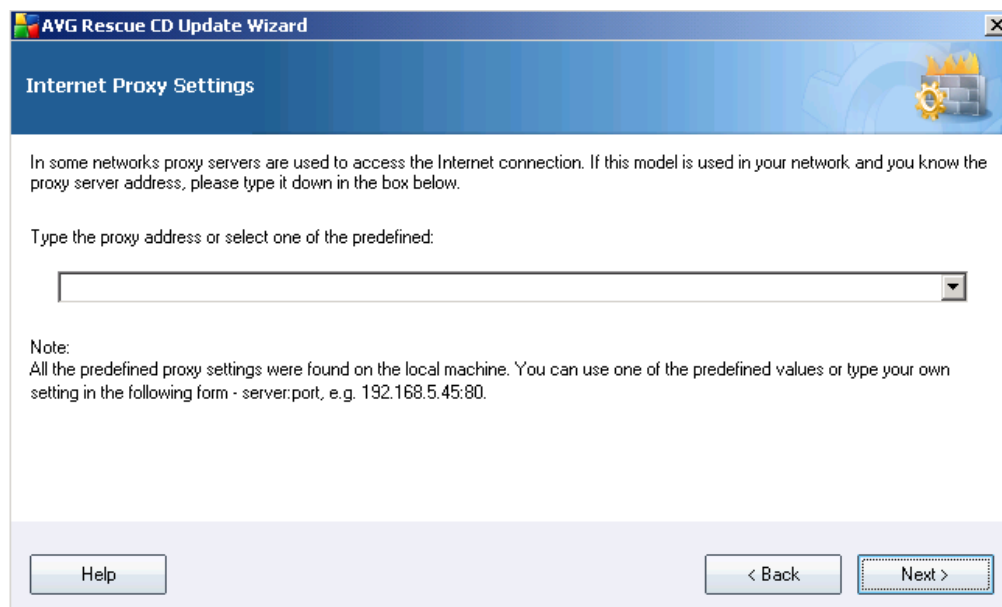 AVG Rescue CD Update Wizard
Internet Proxy Settings
In some networks proxy servers are used to access the Internet connection. If this model is used in your network and you know the
proxy server address, please type it down in the box below.
Type the proxy address or select one of the predefined:
Note:
All the predefined proxy settings were found on the local machine. You can use one of the predefined values or type your own
setting in the following form - server:port, e.g. 192.168.5.45:80.
Help
< Back
Next >